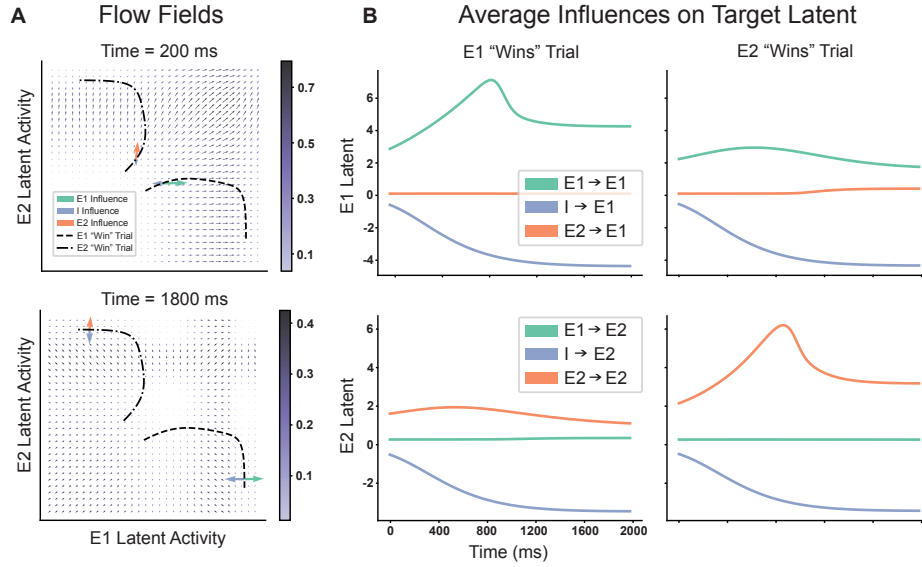 A
Flow Fields
Time = 200 ms
E2 Latent Activity
E1 Influence
I Influence
E2 Influence
E1 “Win” Trial
E2 “Win” Trial
0.7
0.5
0.3
0.1
Time = 1800 ms
E2 Latent Activity
E1 Latent Activity
0.4
0.3
0.2
0.1
B
Average Influences on Target Latent
E1 “Wins” Trial
E2 “Wins” Trial
E1 Latent
6
4
2
0
-2
-4
E1 → E1
I → E1
E2 → E1
E2 Latent
6
4
2
0
-2
E1 → E2
I → E2
E2 → E2
0 400 800 1200 1600 2000
Time (ms)